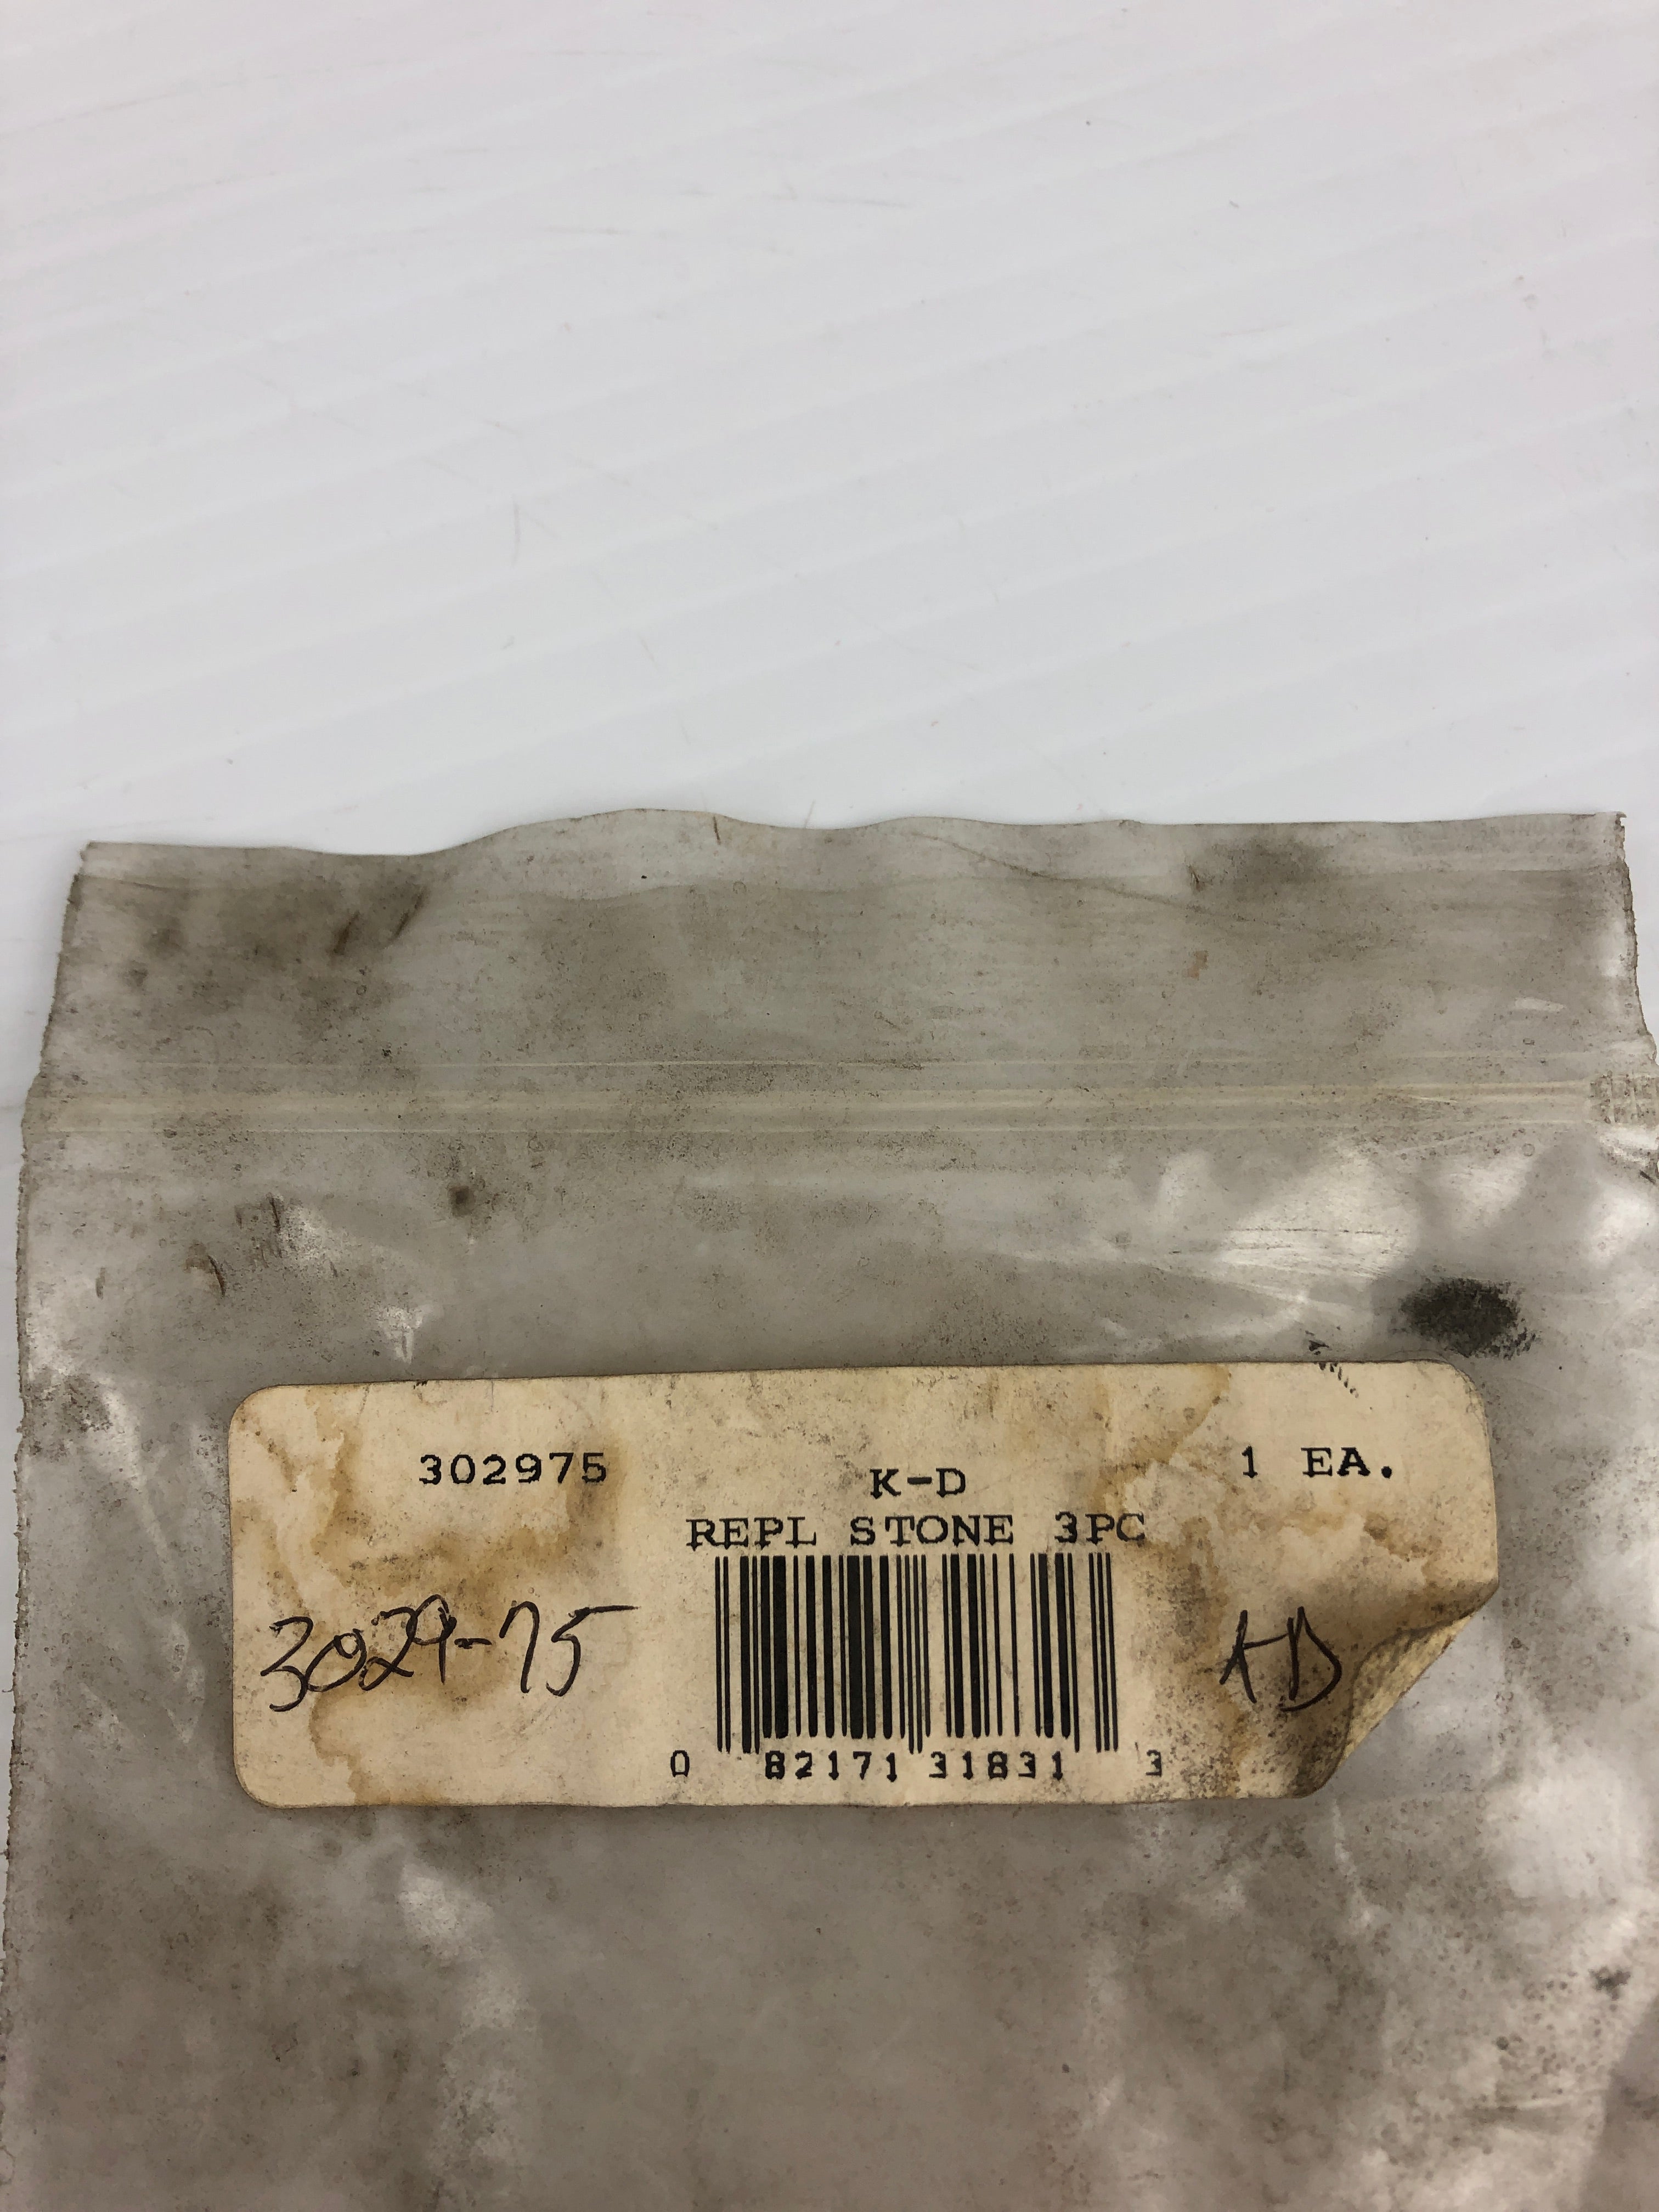 302975
K-D
1 EA.
REPL STONE 3PC
3029-75
KD
0 82171 31831 3